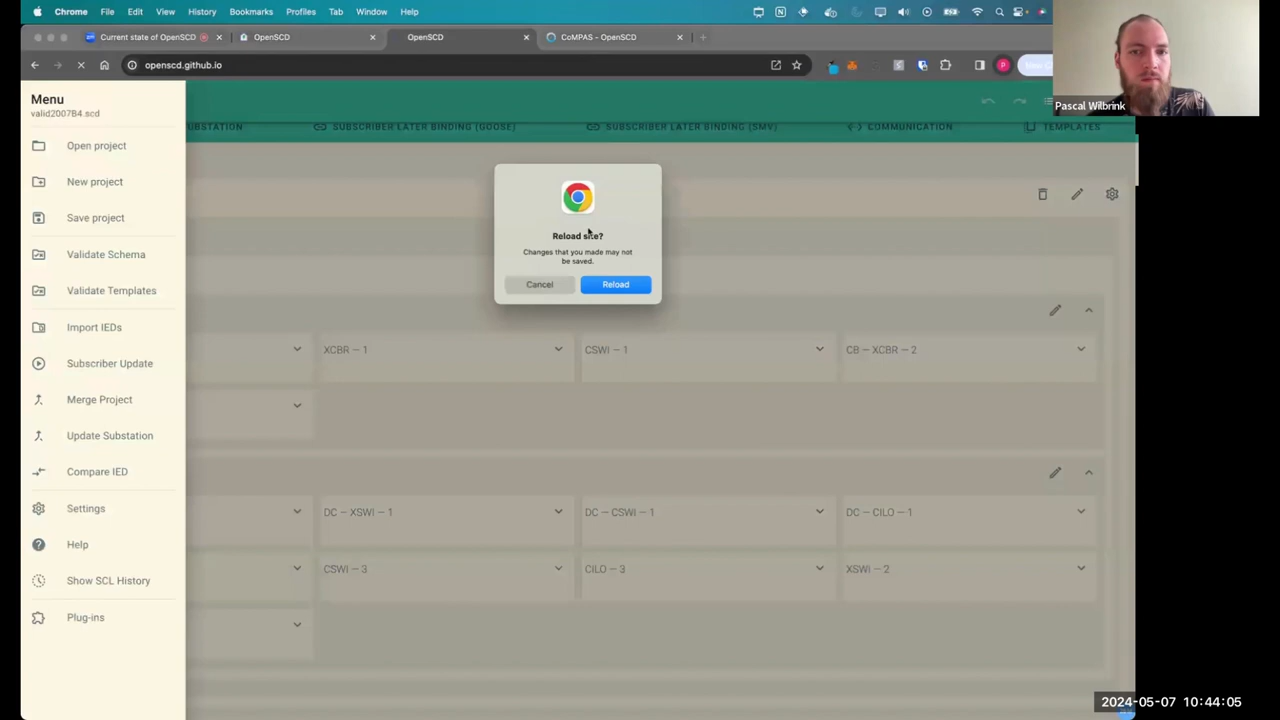 Chrome File Edit View History Bookmarks Profiles Tab Window Help
Current state of OpenSCD
OpenSCD
OpenSCD
CoMPAS - OpenSCD
openscd.github.io
Pascal Wilbrink
Menu
valid2007B4.scd
Open project
New project
Save project
Validate Schema
Validate Templates
Import IEDs
Subscriber Update
Merge Project
Update Substation
Compare IED
Settings
Help
Show SCL History
Plug-ins
SUBSCRIBER LATER BINDING (GOOSE)
SUBSCRIBER LATER BINDING (SMV)
COMMUNICATION
TEMPLATES
Reload site?
Changes that you made may not
be saved.
Cancel
Reload
XCBR – 1
CSWI – 1
CB – XCBR – 2
DC – XSWI – 1
DC – CSWI – 1
DC – CILO – 1
CSWI – 3
CILO – 3
XSWI – 2
2024-05-07 10:44:05